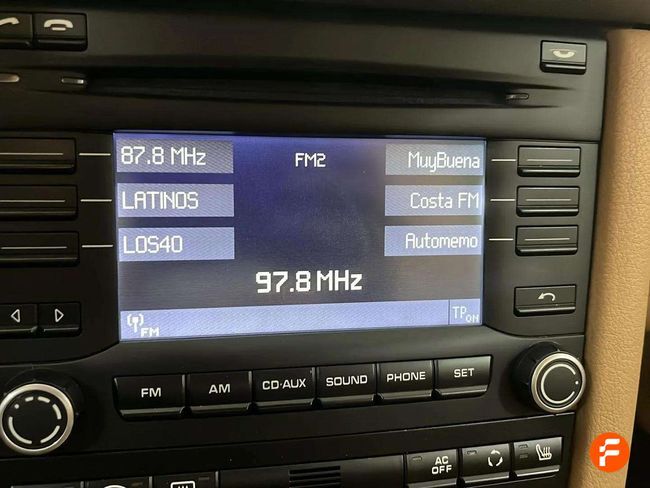 87.8 MHz
FM2
MuyBuena
LATINOS
Costa FM
LOS40
Automemo
97.8 MHz
FM
TP ON
FM
AM
CD·AUX
SOUND
PHONE
SET
AC
OFF